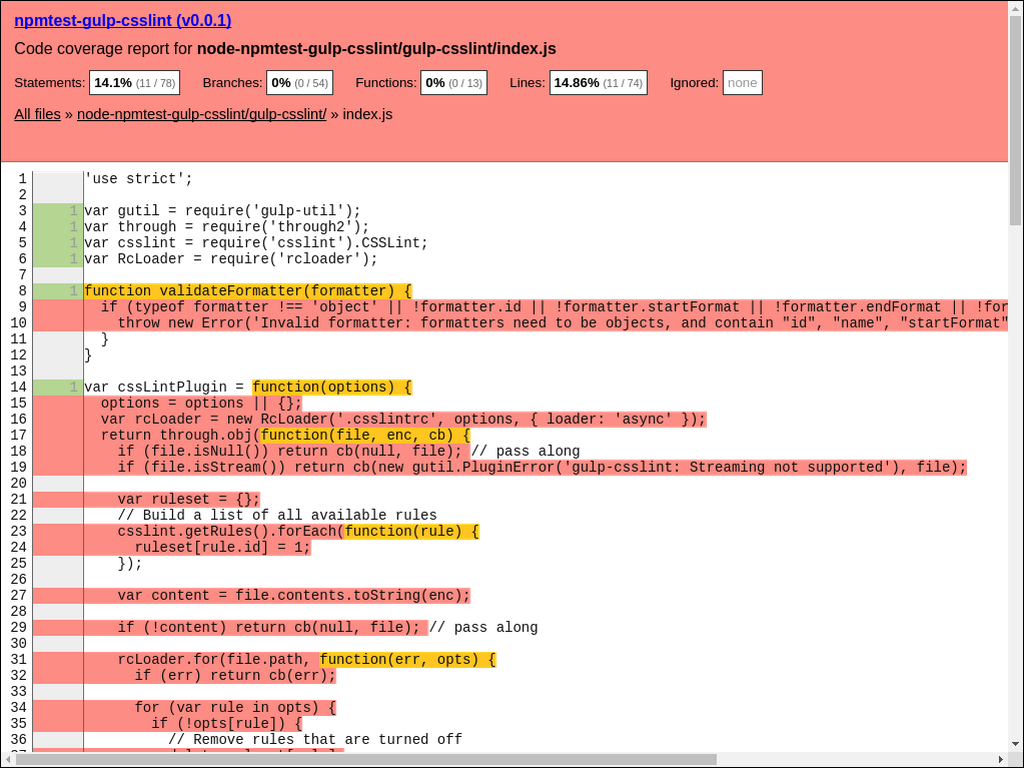 npmtest-gulp-csslint (v0.0.1)
Code coverage report for node-npmtest-gulp-csslint/gulp-csslint/index.js
Statements: 14.1% (11 / 78) Branches: 0% (0 / 54) Functions: 0% (0 / 13) Lines: 14.86% (11 / 74) Ignored: none
All files » node-npmtest-gulp-csslint/gulp-csslint/ » index.js
1 'use strict';
2
3 1 var gutil = require('gulp-util');
4 1 var through = require('through2');
5 1 var csslint = require('csslint').CSSLint;
6 1 var RcLoader = require('rcloader');
7
8 1 function validateFormatter(formatter) {
9 if (typeof formatter !== 'object' || !formatter.id || !formatter.startFormat || !formatter.endFormat || !for
10 throw new Error('Invalid formatter: formatters need to be objects, and contain "id", "name", "startFormat"
11 }
12 }
13
14 1 var cssLintPlugin = function(options) {
15 options = options || {};
16 var rcLoader = new RcLoader('.csslintrc', options, { loader: 'async' });
17 return through.obj(function(file, enc, cb) {
18 if (file.isNull()) return cb(null, file); // pass along
19 if (file.isStream()) return cb(new gutil.PluginError('gulp-csslint: Streaming not supported'), file);
20
21 var ruleset = {};
22 // Build a list of all available rules
23 csslint.getRules().forEach(function(rule) {
24 ruleset[rule.id] = 1;
25 });
26
27 var content = file.contents.toString(enc);
28
29 if (!content) return cb(null, file); // pass along
30
31 rcLoader.for(file.path, function(err, opts) {
32 if (err) return cb(err);
33
34 for (var rule in opts) {
35 if (!opts[rule]) {
36 // Remove rules that are turned off